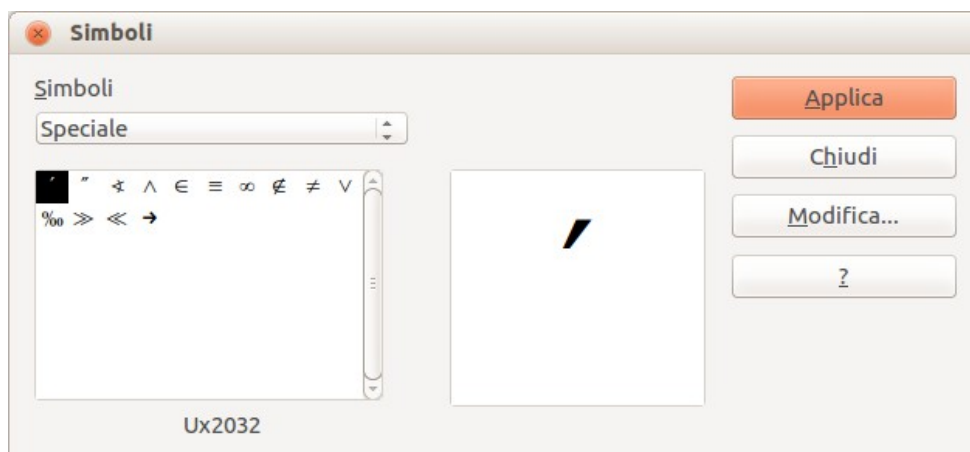 Simboli
Simboli
Speciale
′ ″ ∢ ∧ ∈ ≡ ∞ ∉ ≠ ∨
‰ ≫ ≪ →
′
Ux2032
Applica
Chiudi
Modifica...
?